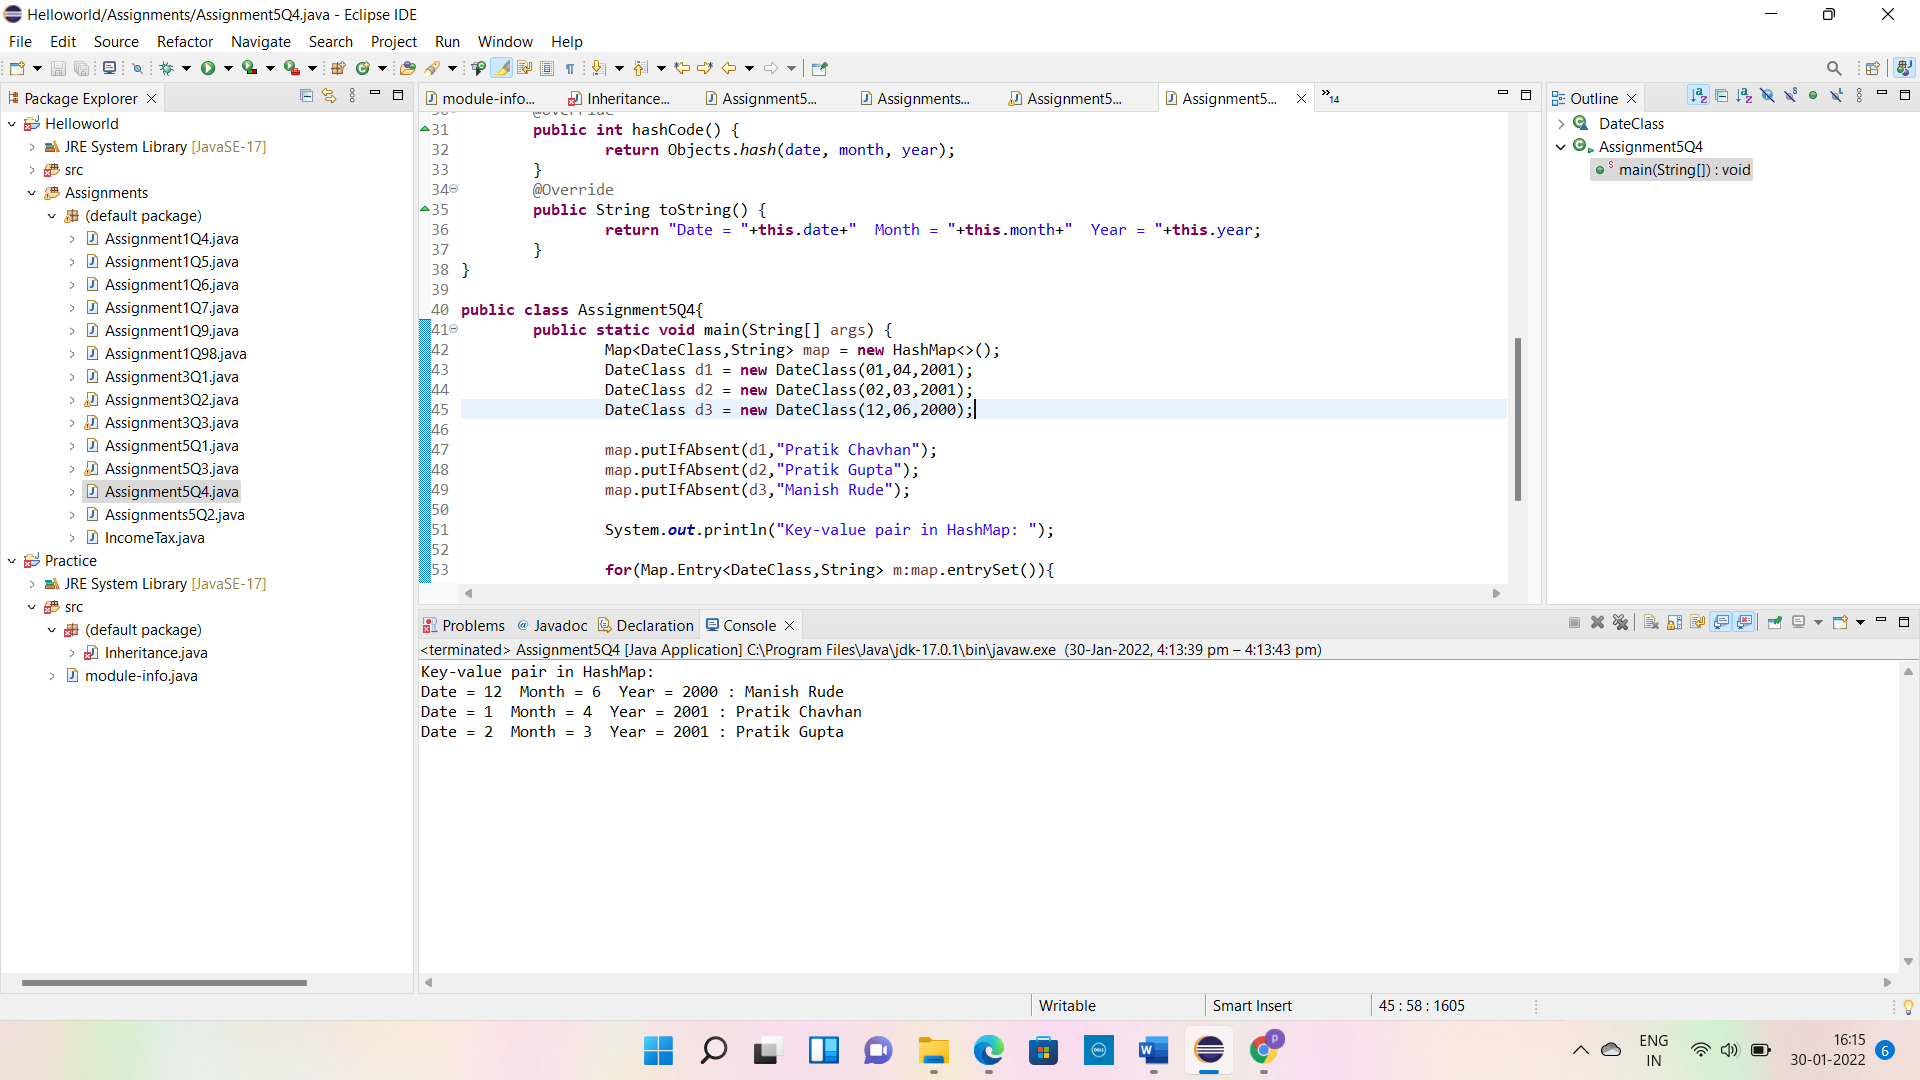 Helloworld/Assignments/Assignment5Q4.java - Eclipse IDE
File Edit Source Refactor Navigate Search Project Run Window Help
Package Explorer
Helloworld
JRE System Library [JavaSE-17]
src
Assignments
(default package)
Assignment1Q4.java
Assignment1Q5.java
Assignment1Q6.java
Assignment1Q7.java
Assignment1Q9.java
Assignment1Q98.java
Assignment3Q1.java
Assignment3Q2.java
Assignment3Q3.java
Assignment5Q1.java
Assignment5Q3.java
Assignment5Q4.java
Assignments5Q2.java
IncomeTax.java
Practice
JRE System Library [JavaSE-17]
src
(default package)
Inheritance.java
module-info.java
module-info... Inheritance... Assignment5... Assignments... Assignment5... Assignment5... »14
30 @Override
31 public int hashCode() {
32 return Objects.hash(date, month, year);
33 }
34 @Override
35 public String toString() {
36 return "Date = "+this.date+"  Month = "+this.month+"  Year = "+this.year;
37 }
38 }
39
40 public class Assignment5Q4{
41 public static void main(String[] args) {
42 Map<DateClass,String> map = new HashMap<>();
43 DateClass d1 = new DateClass(01,04,2001);
44 DateClass d2 = new DateClass(02,03,2001);
45 DateClass d3 = new DateClass(12,06,2000);
46
47 map.putIfAbsent(d1,"Pratik Chavhan");
48 map.putIfAbsent(d2,"Pratik Gupta");
49 map.putIfAbsent(d3,"Manish Rude");
50
51 System.out.println("Key-value pair in HashMap: ");
52
53 for(Map.Entry<DateClass,String> m:map.entrySet()){
Outline
DateClass
Assignment5Q4
main(String[]) : void
Problems @ Javadoc Declaration Console
<terminated> Assignment5Q4 [Java Application] C:\Program Files\Java\jdk-17.0.1\bin\javaw.exe (30-Jan-2022, 4:13:39 pm – 4:13:43 pm)
Key-value pair in HashMap:
Date = 12  Month = 6  Year = 2000 : Manish Rude
Date = 1  Month = 4  Year = 2001 : Pratik Chavhan
Date = 2  Month = 3  Year = 2001 : Pratik Gupta
Writable Smart Insert 45 : 58 : 1605
ENG
IN
16:15
30-01-2022
6